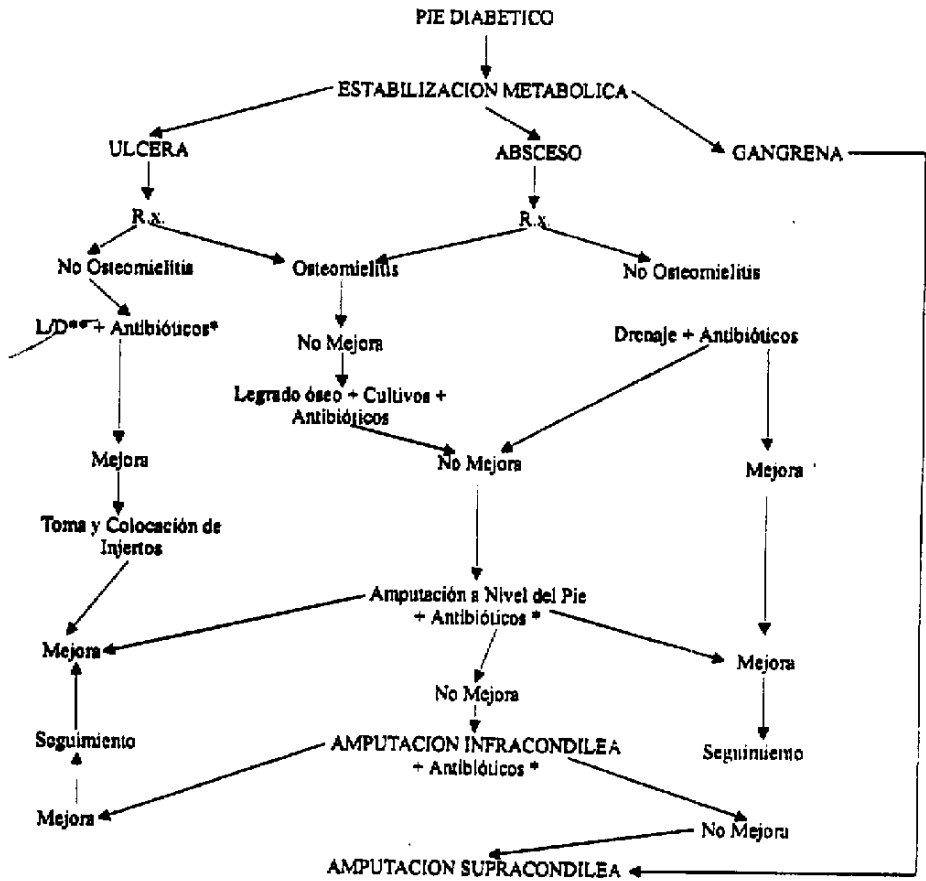 PIE DIABETICO
ESTABILIZACION METABOLICA
ULCERA
ABSCESO
GANGRENA
R.x.
R.x.
No Osteomielitis
Osteomielitis
No Osteomielitis
L/D** + Antibióticos*
No Mejora
Drenaje + Antibióticos
Legrado óseo + Cultivos +
Antibióticos
Mejora
No Mejora
Mejora
Toma y Colocación de
Injertos
Amputación a Nivel del Pie
+ Antibióticos *
Mejora
Mejora
No Mejora
Seguimiento
AMPUTACION INFRACONDILEA
+ Antibióticos *
Seguimiento
Mejora
No Mejora
AMPUTACION SUPRACONDILEA